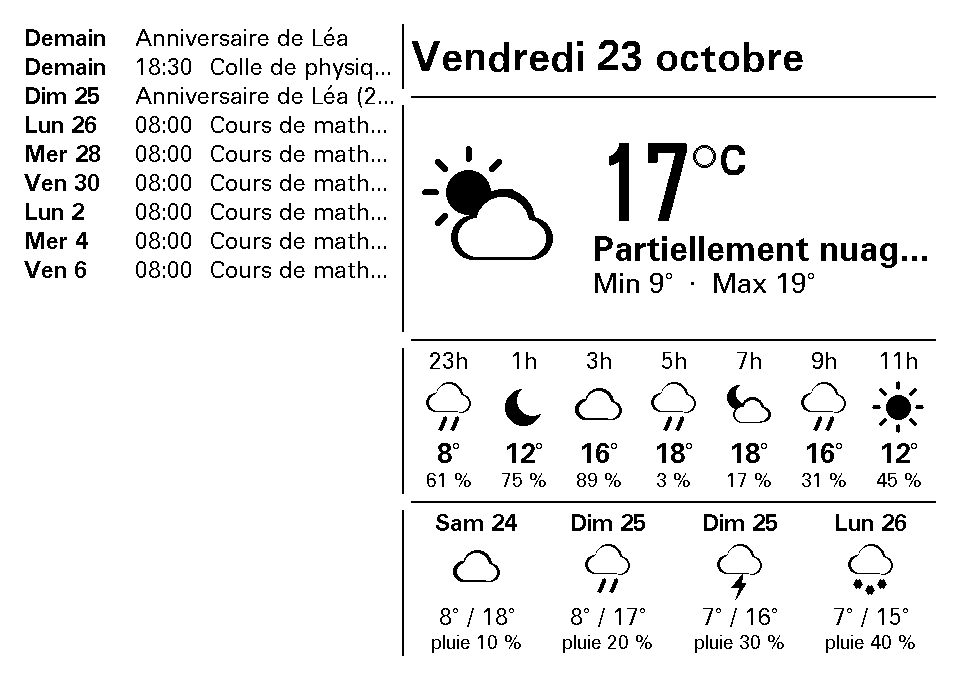 Demain Anniversaire de Léa
Demain 18:30 Colle de physiq...
Dim 25 Anniversaire de Léa (2...
Lun 26 08:00 Cours de math...
Mer 28 08:00 Cours de math...
Ven 30 08:00 Cours de math...
Lun 2 08:00 Cours de math...
Mer 4 08:00 Cours de math...
Ven 6 08:00 Cours de math...
Vendredi 23 octobre
17°C
Partiellement nuag...
Min 9° · Max 19°
23h 1h 3h 5h 7h 9h 11h
8° 12° 16° 18° 18° 16° 12°
61 % 75 % 89 % 3 % 17 % 31 % 45 %
Sam 24 Dim 25 Dim 25 Lun 26
8° / 18° 8° / 17° 7° / 16° 7° / 15°
pluie 10 % pluie 20 % pluie 30 % pluie 40 %